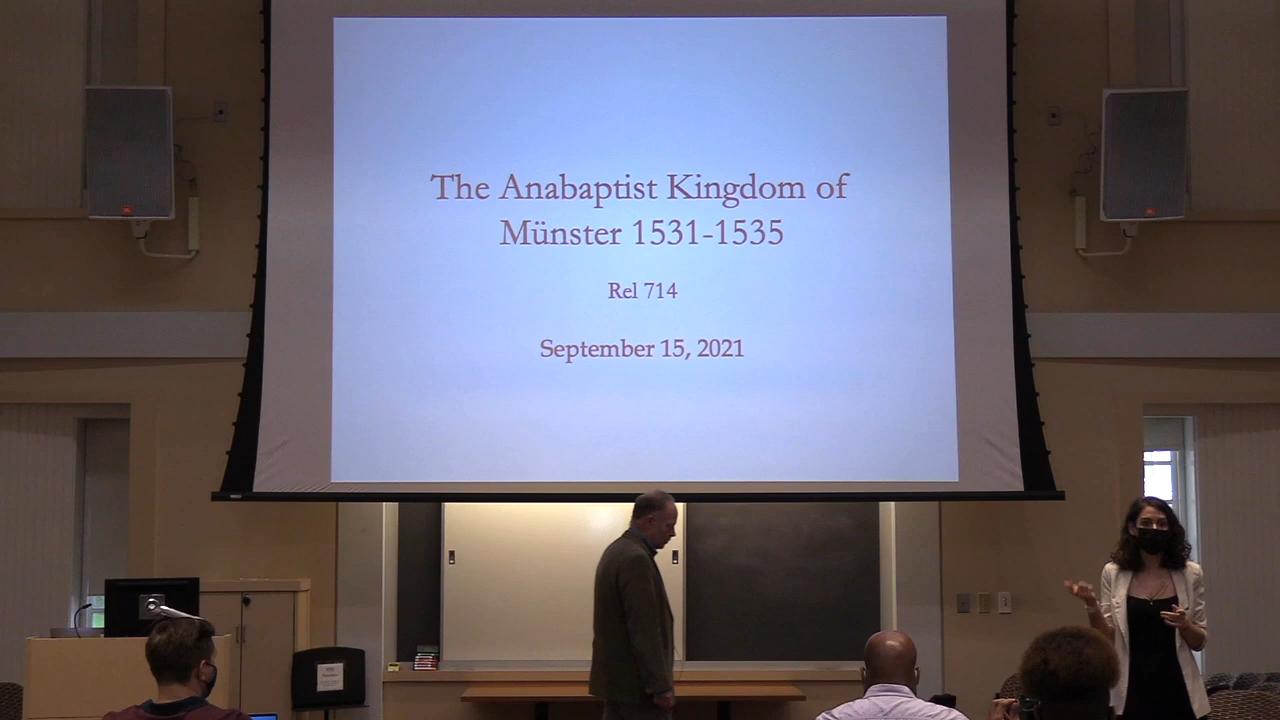 The Anabaptist Kingdom of
Münster 1531-1535
Rel 714
September 15, 2021